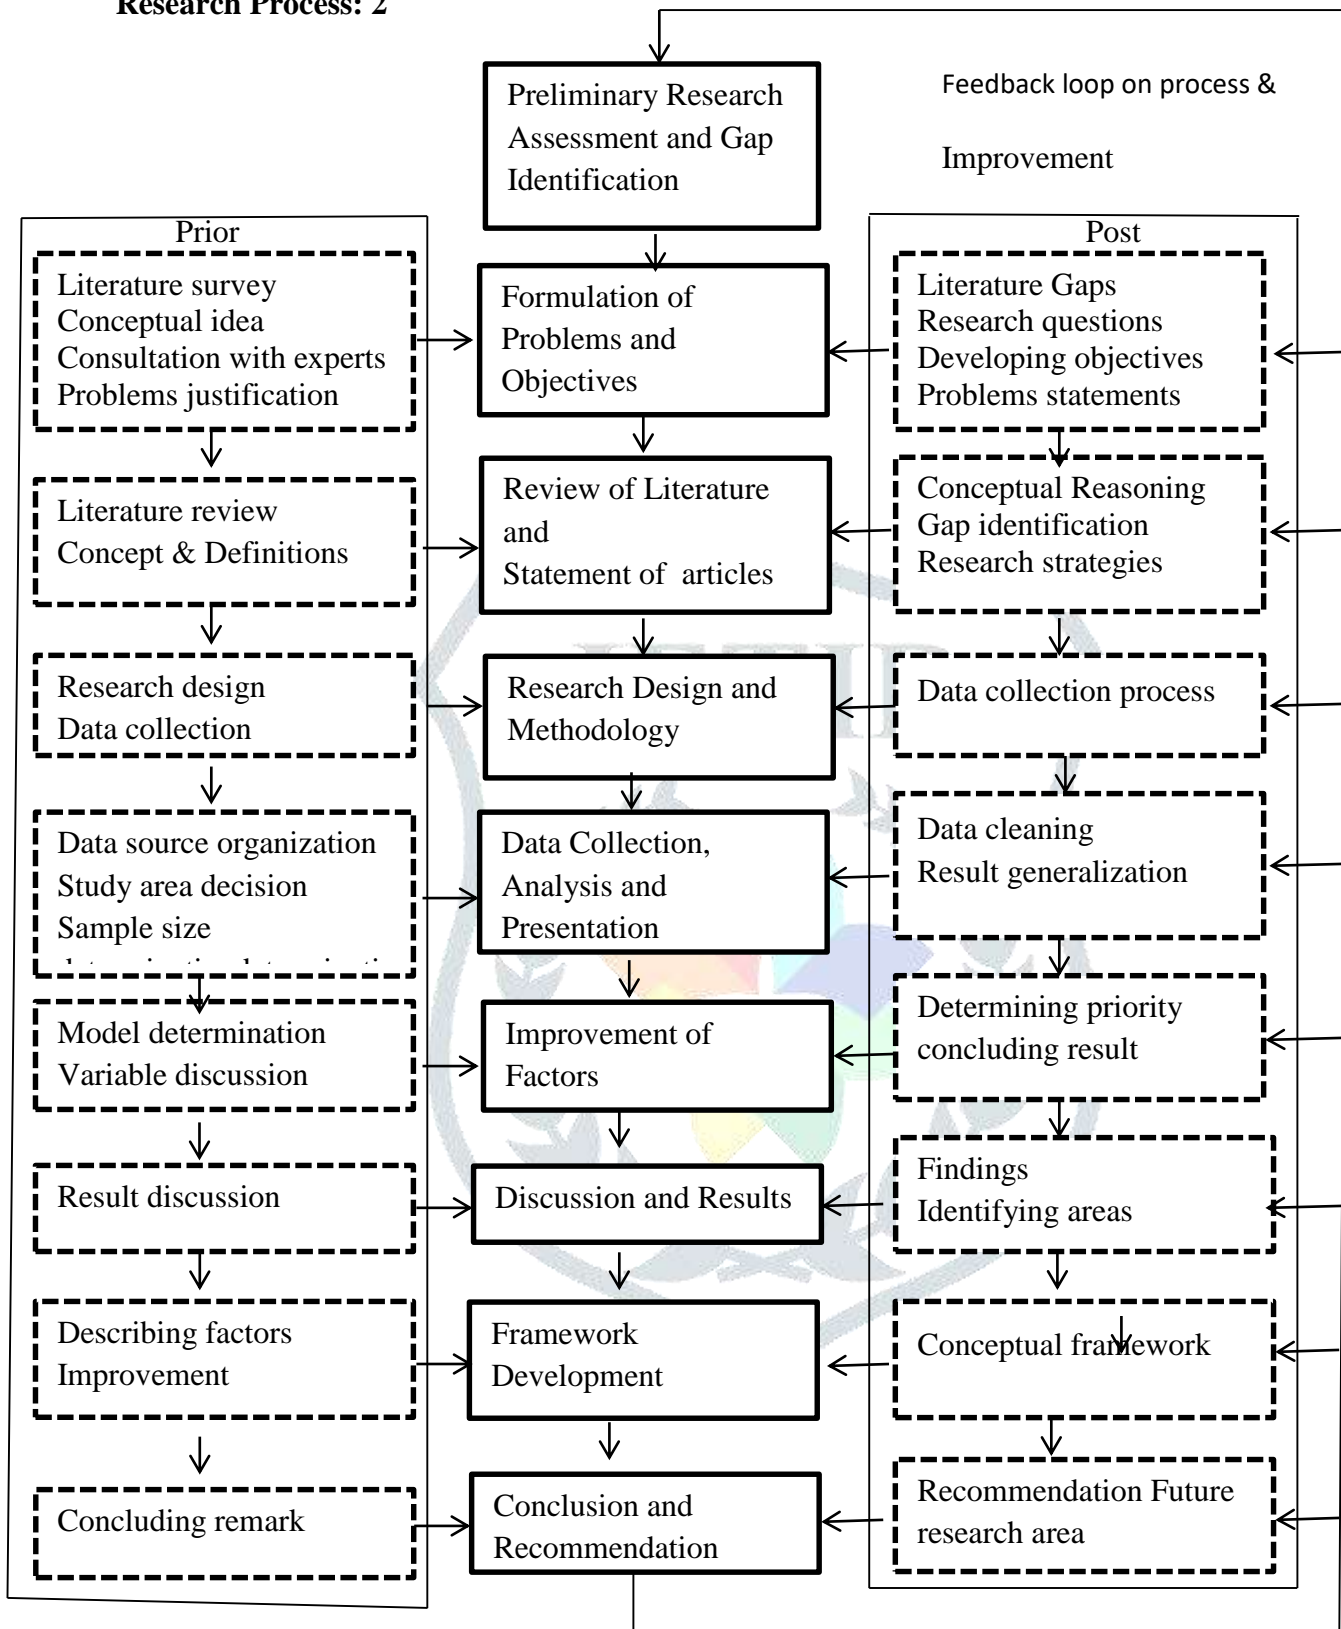 Research Process: 2
Preliminary Research
Assessment and Gap
Identification
Feedback loop on process &
Improvement
Prior
Literature survey
Conceptual idea
Consultation with experts
Problems justification
Literature review
Concept & Definitions
Research design
Data collection
Data source organization
Study area decision
Sample size
Model determination
Variable discussion
Result discussion
Describing factors
Improvement
Concluding remark
Formulation of
Problems and
Objectives
Review of Literature
and
Statement of articles
Research Design and
Methodology
Data Collection,
Analysis and
Presentation
Improvement of
Factors
Discussion and Results
Framework
Development
Conclusion and
Recommendation
Post
Literature Gaps
Research questions
Developing objectives
Problems statements
Conceptual Reasoning
Gap identification
Research strategies
Data collection process
Data cleaning
Result generalization
Determining priority
concluding result
Findings
Identifying areas
Conceptual framework
Recommendation Future
research area